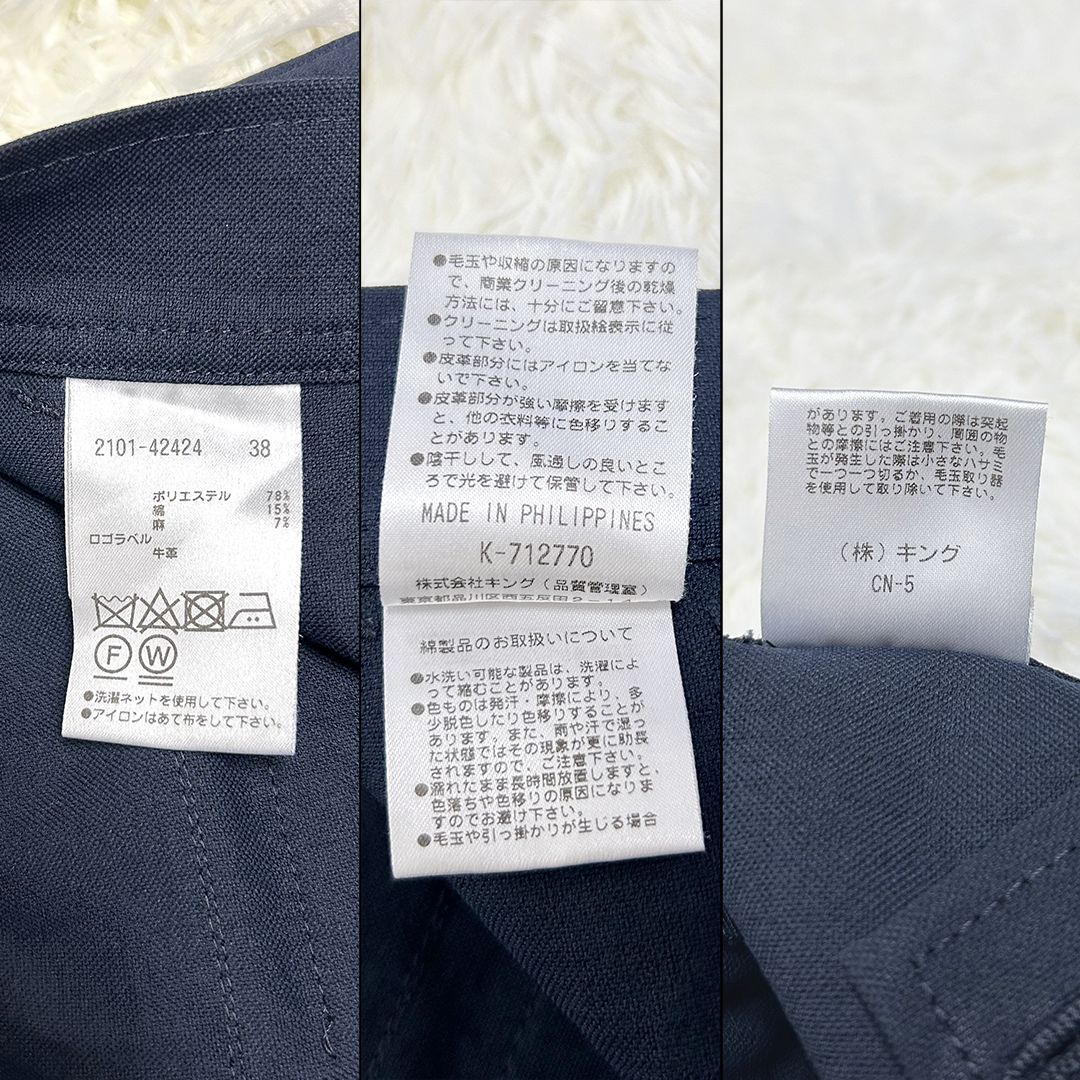 2101-42424 38
ポリエステル 78%
綿 15%
麻 7%
ロゴラベル
牛革
F W
●洗濯ネットを使用して下さい。
●アイロンはあて布をして下さい。
●毛玉や収縮の原因になりますの
で、商業クリーニング後の乾燥
方法には、十分にご留意下さい。
●クリーニングは取扱絵表示に従
って下さい。
●皮革部分にはアイロンを当てな
いで下さい。
●皮革部分が強い摩擦を受けます
と、他の衣料等に色移りするこ
とがあります。
●陰干しして、風通しの良いとこ
ろで光を避けて保管して下さい。
MADE IN PHILIPPINES
K-712770
株式会社キング(品質管理室)
東京都品川区西五反田2-14
綿製品のお取扱いについて
●水洗い可能な製品は、洗濯によ
って縮むことがあります。
●色ものは発汗・摩擦により、多
少脱色したり色移りすることが
あります。また、雨や汗で湿っ
た状態ではその現象が更に助長
されますので、ご注意下さい。
●濡れたまま長時間放置しますと、
色落ちや色移りの原因になりま
すのでお避け下さい。
●毛玉や引っ掛かりが生じる場合
があります。ご着用の際は突起
物等との引っ掛かり、周囲の物
との摩擦にはご注意下さい。毛
玉が発生した際は小さなハサミ
で一つ一つ切るか、毛玉取り器
を使用して取り除いて下さい。
(株)キング
CN-5